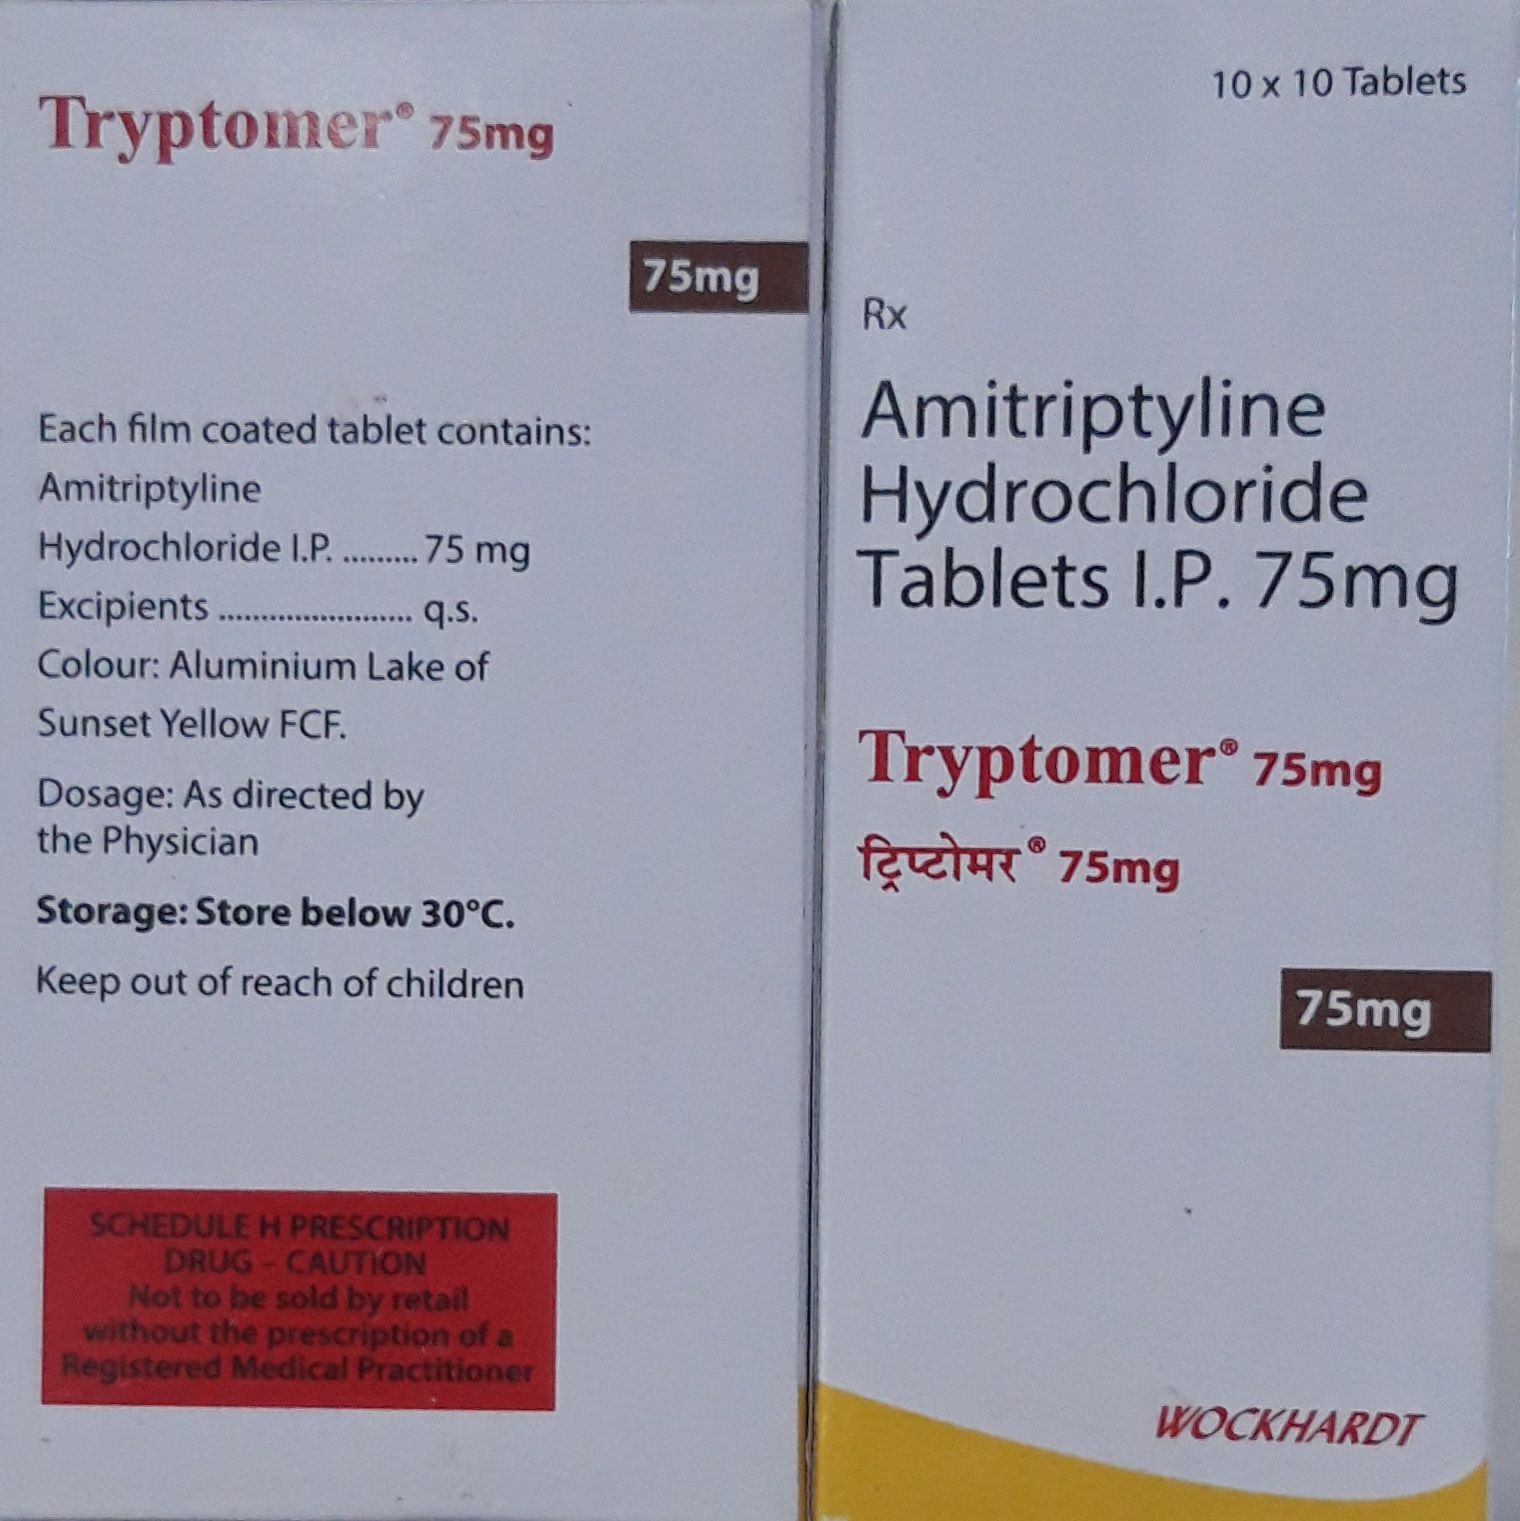 Tryptomer® 75mg
75mg
Each film coated tablet contains:
Amitriptyline
Hydrochloride I.P. ......... 75 mg
Excipients ....................... q.s.
Colour: Aluminium Lake of
Sunset Yellow FCF.
Dosage: As directed by
the Physician
Storage: Store below 30°C.
Keep out of reach of children
SCHEDULE H PRESCRIPTION
DRUG – CAUTION
Not to be sold by retail
without the prescription of a
Registered Medical Practitioner
10 x 10 Tablets
Rx
Amitriptyline
Hydrochloride
Tablets I.P. 75mg
Tryptomer® 75mg
ट्रिप्टोमर® 75mg
75mg
WOCKHARDT